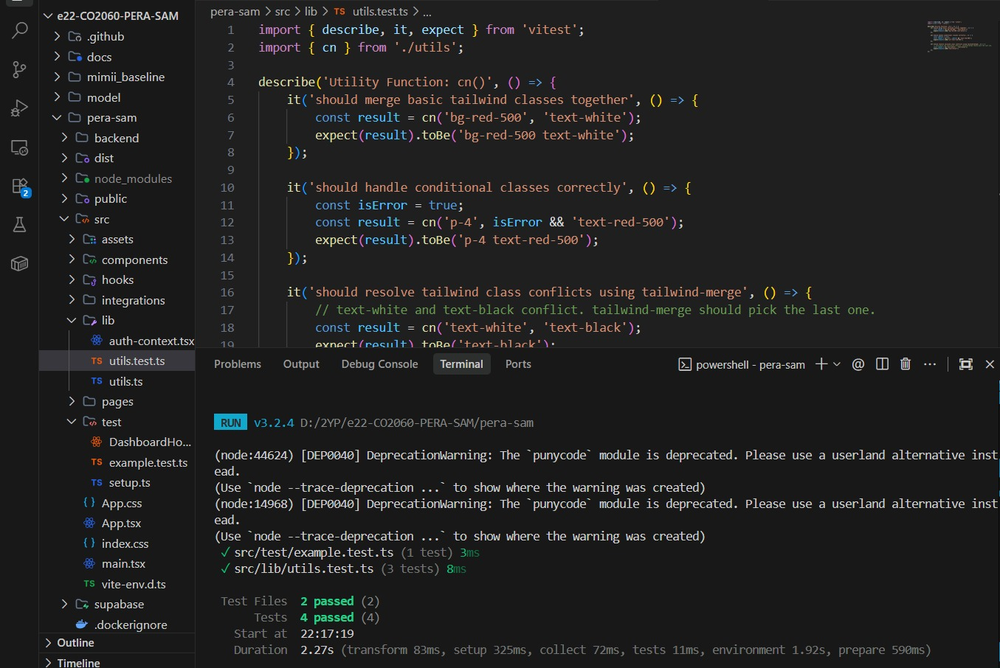 e22-CO2060-PERA-SAM
.github
docs
mimii_baseline
model
pera-sam
backend
dist
node_modules
public
src
assets
components
hooks
integrations
lib
auth-context.tsx
TS utils.test.ts
TS utils.ts
pages
test
DashboardHo...
TS example.test.ts
TS setup.ts
{} App.css
App.tsx
{} index.css
main.tsx
TS vite-env.d.ts
supabase
.dockerignore
Outline
Timeline
2
pera-sam > src > lib > TS utils.test.ts > ...
1 import { describe, it, expect } from 'vitest';
2 import { cn } from './utils';
3
4 describe('Utility Function: cn()', () => {
5 it('should merge basic tailwind classes together', () => {
6 const result = cn('bg-red-500', 'text-white');
7 expect(result).toBe('bg-red-500 text-white');
8 });
9
10 it('should handle conditional classes correctly', () => {
11 const isError = true;
12 const result = cn('p-4', isError && 'text-red-500');
13 expect(result).toBe('p-4 text-red-500');
14 });
15
16 it('should resolve tailwind class conflicts using tailwind-merge', () => {
17 // text-white and text-black conflict. tailwind-merge should pick the last one.
18 const result = cn('text-white', 'text-black');
19 expect(result).toBe('text-black');
Problems Output Debug Console Terminal Ports
powershell - pera-sam
RUN v3.2.4 D:/2YP/e22-CO2060-PERA-SAM/pera-sam
(node:44624) [DEP0040] DeprecationWarning: The `punycode` module is deprecated. Please use a userland alternative inst
ead.
(Use `node --trace-deprecation ...` to show where the warning was created)
(node:14968) [DEP0040] DeprecationWarning: The `punycode` module is deprecated. Please use a userland alternative inst
ead.
(Use `node --trace-deprecation ...` to show where the warning was created)
✓ src/test/example.test.ts (1 test) 3ms
✓ src/lib/utils.test.ts (3 tests) 8ms
Test Files 2 passed (2)
Tests 4 passed (4)
Start at 22:17:19
Duration 2.27s (transform 83ms, setup 325ms, collect 72ms, tests 11ms, environment 1.92s, prepare 590ms)